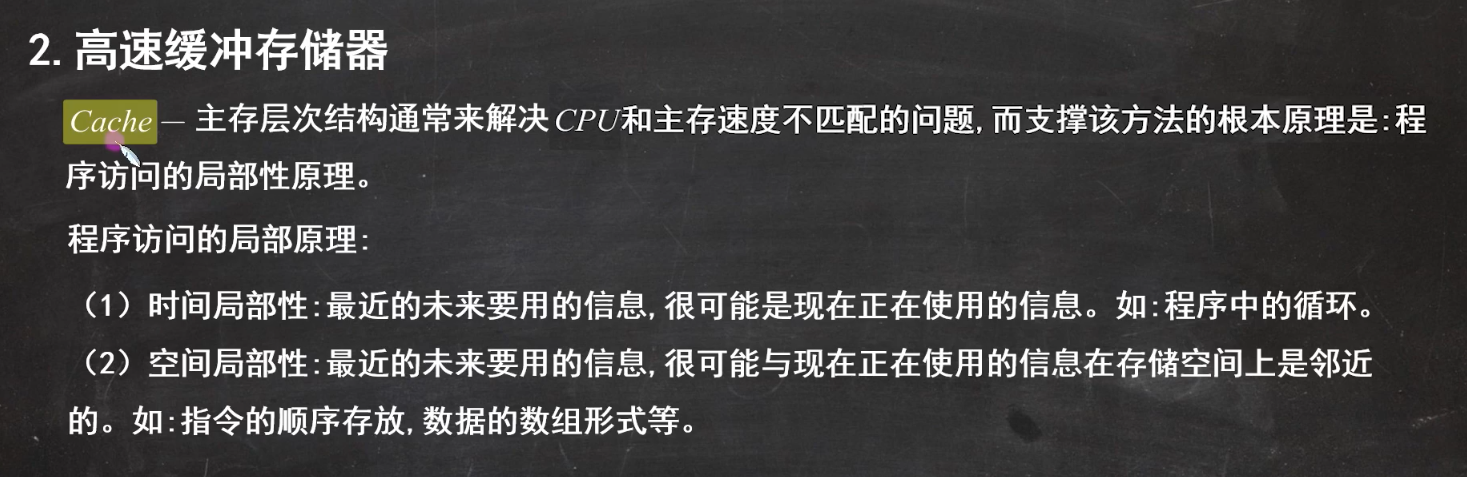 2. 高速缓冲存储器
Cache — 主存层次结构通常来解决CPU和主存速度不匹配的问题,而支撑该方法的根本原理是:程
序访问的局部性原理。
程序访问的局部原理:
（1）时间局部性:最近的未来要用的信息,很可能是现在正在使用的信息。如:程序中的循环。
（2）空间局部性:最近的未来要用的信息,很可能与现在正在使用的信息在存储空间上是邻近
的。如:指令的顺序存放,数据的数组形式等。